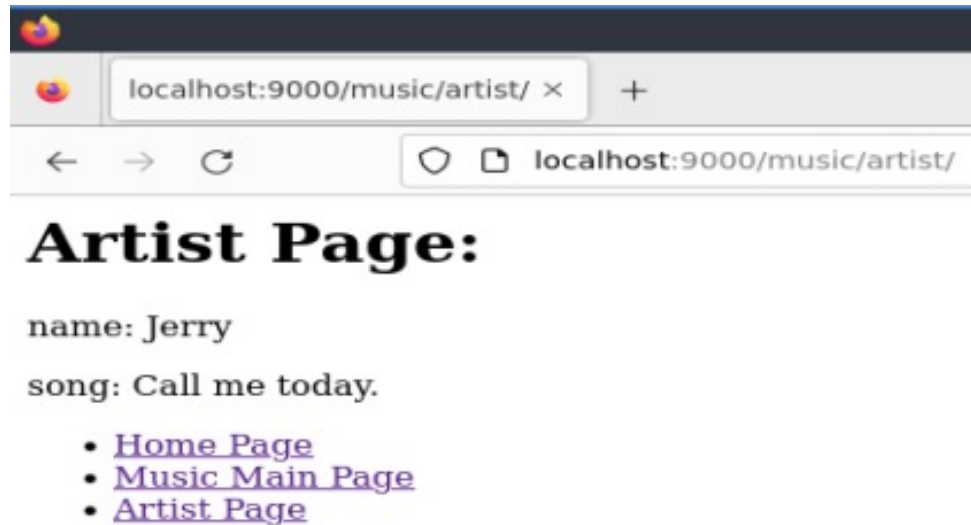 localhost:9000/music/artist/ ×
localhost:9000/music/artist/
Artist Page:
name: Jerry
song: Call me today.
• Home Page
• Music Main Page
• Artist Page